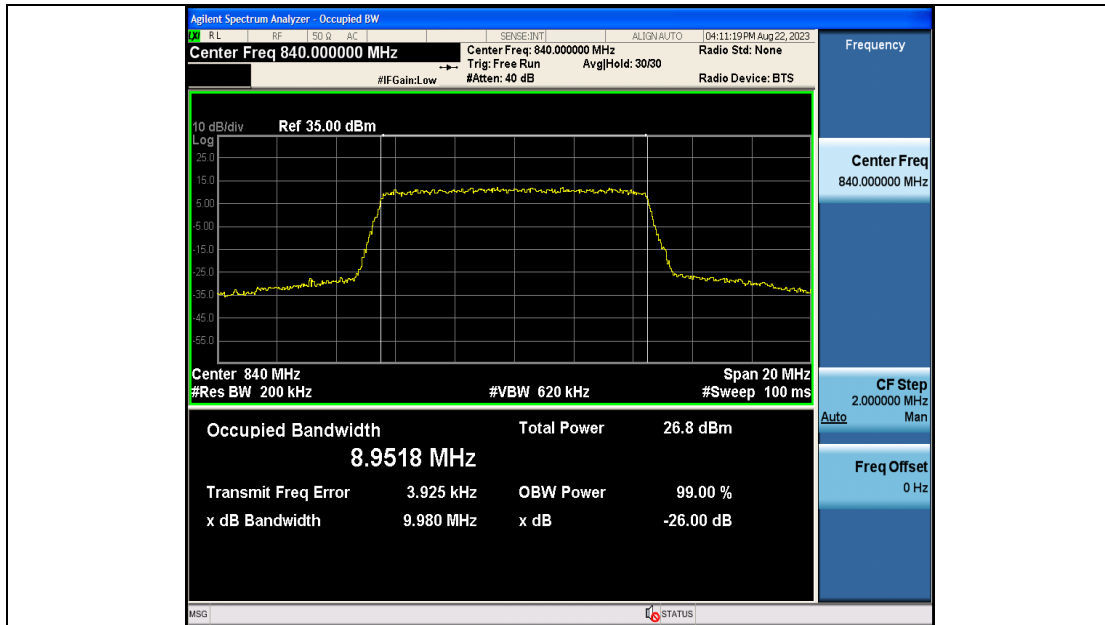 Agilent Spectrum Analyzer - Occupied BW
LXI RL RF 50 Ω AC SENSE:INT ALIGN AUTO 04:11:19 PM Aug 22, 2023
Center Freq 840.000000 MHz
Center Freq: 840.000000 MHz
Radio Std: None
Trig: Free Run Avg|Hold: 30/30
#IFGain:Low
#Atten: 40 dB
Radio Device: BTS
10 dB/div Ref 35.00 dBm
Log
25.0
15.0
5.00
-5.00
-15.0
-25.0
-35.0
-45.0
-55.0
Center 840 MHz Span 20 MHz
#Res BW 200 kHz #VBW 620 kHz #Sweep 100 ms
Occupied Bandwidth Total Power 26.8 dBm
8.9518 MHz
Transmit Freq Error 3.925 kHz OBW Power 99.00 %
x dB Bandwidth 9.980 MHz x dB -26.00 dB
MSG STATUS
Frequency
Center Freq
840.000000 MHz
CF Step
2.000000 MHz
Auto Man
Freq Offset
0 Hz